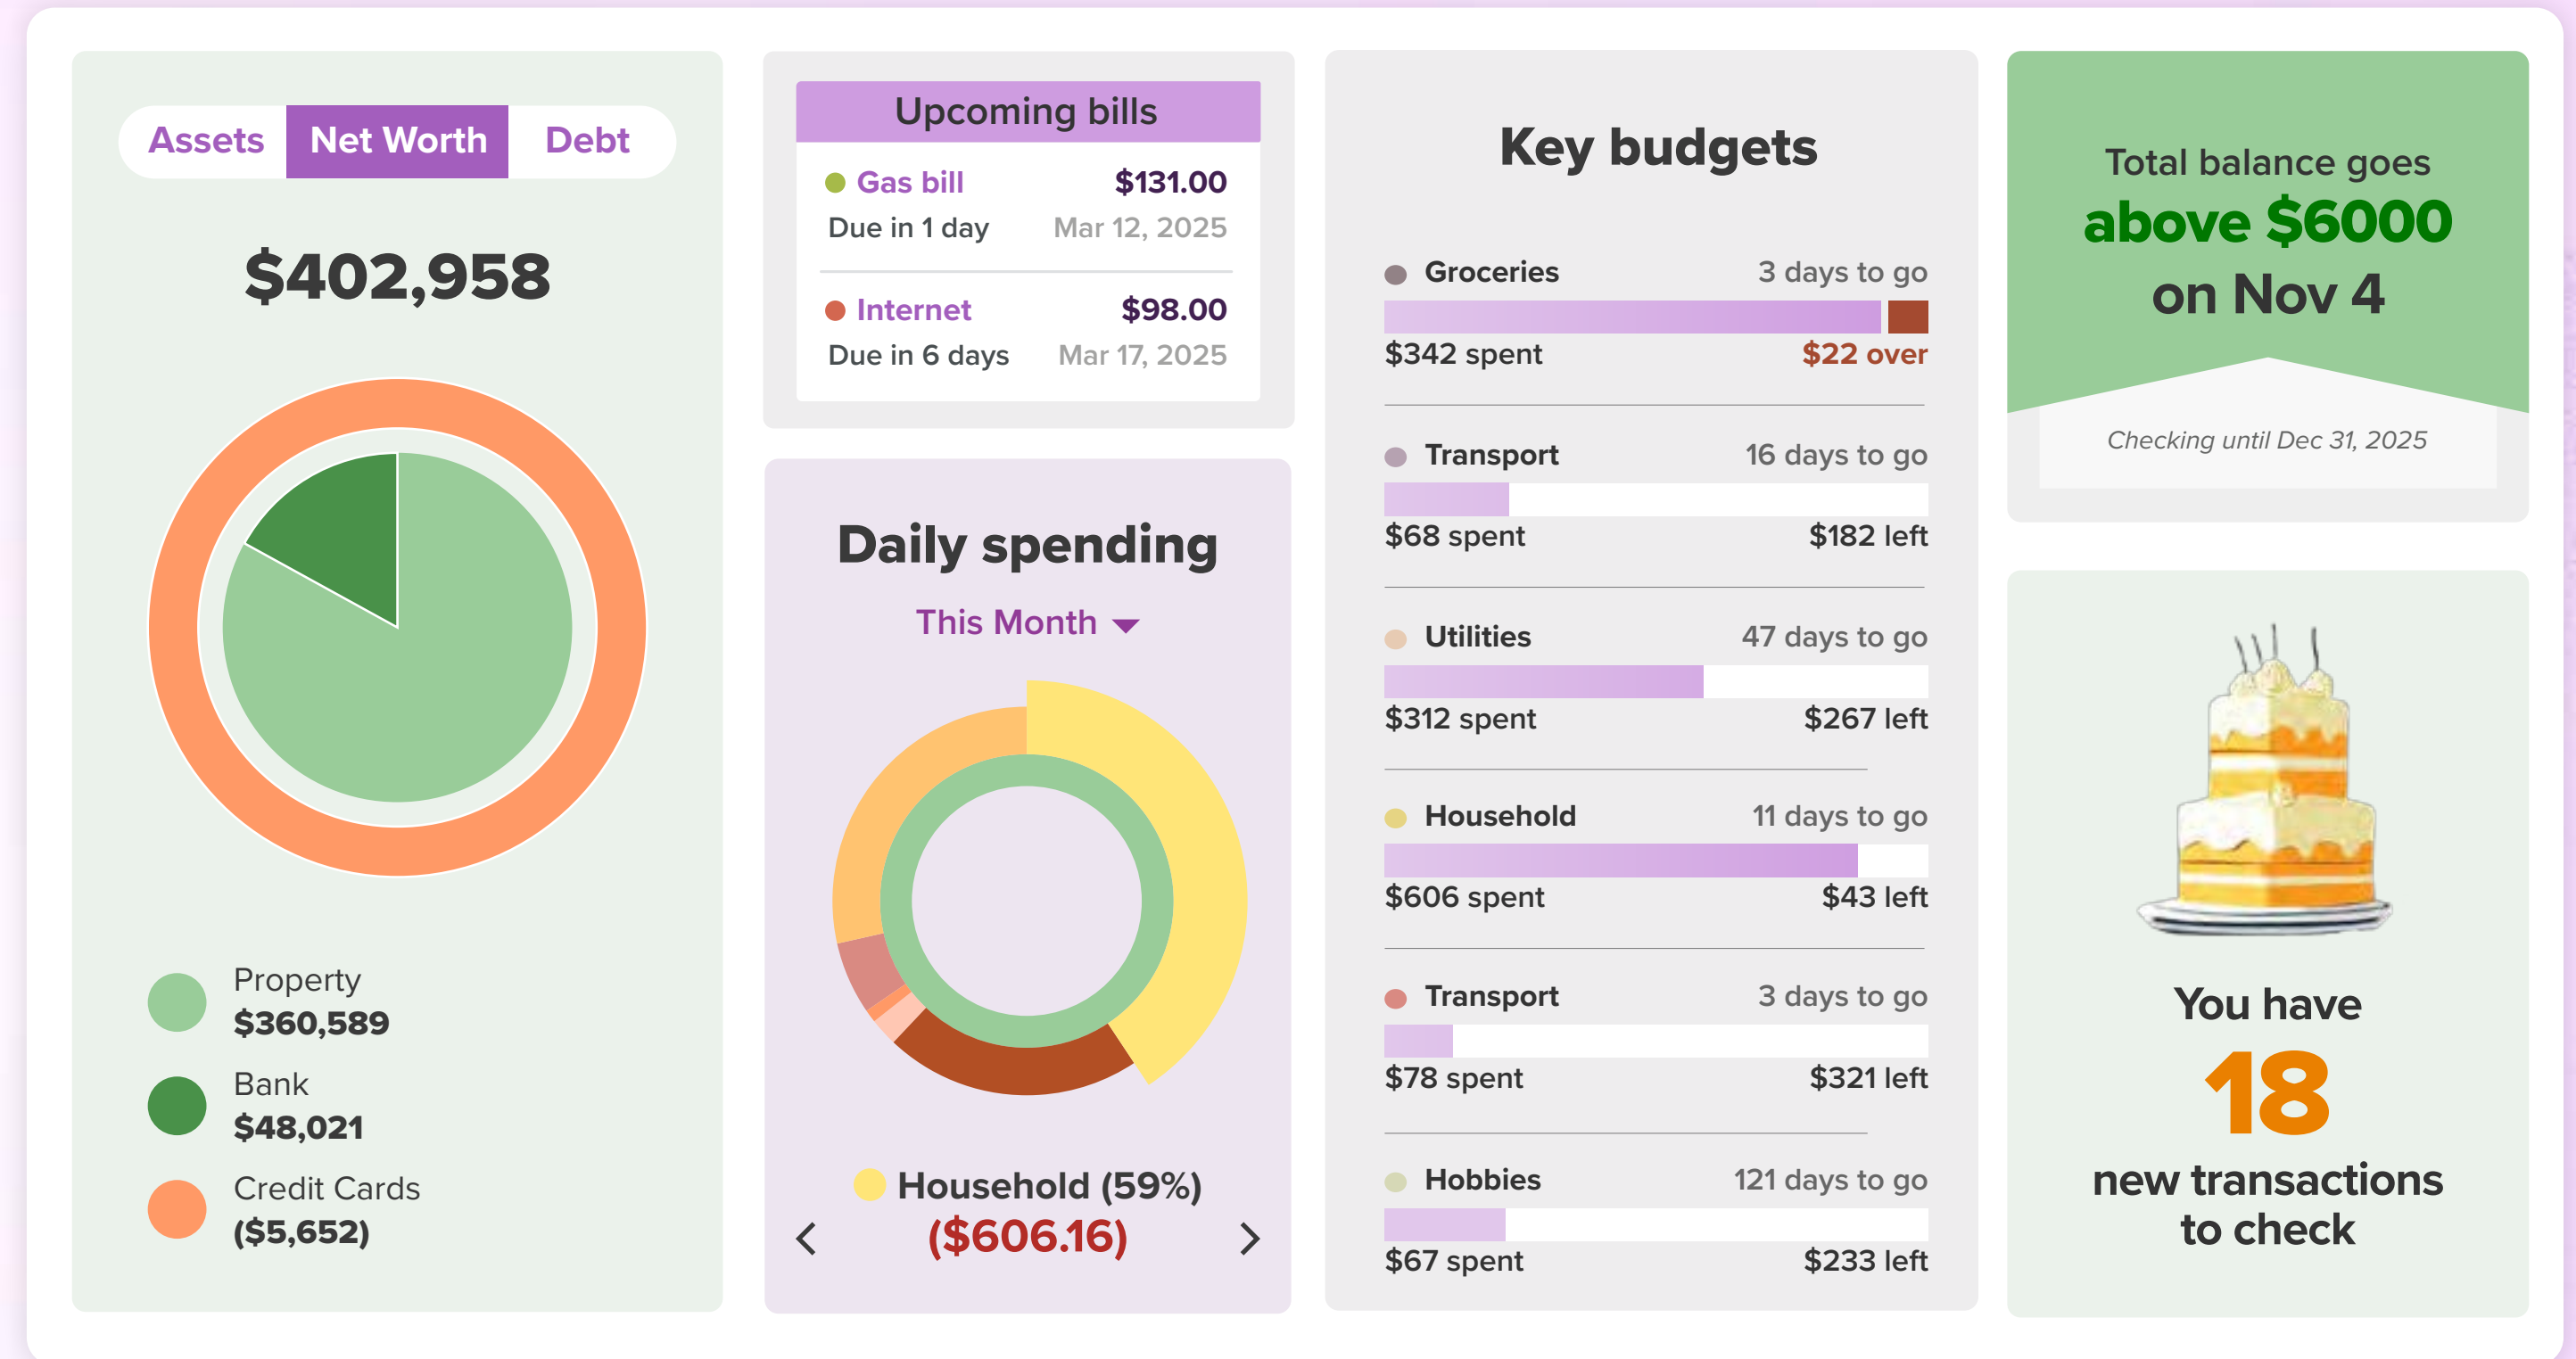 Assets Net Worth Debt
$402,958
Property
$360,589
Bank
$48,021
Credit Cards
($5,652)
Upcoming bills
Gas bill $131.00
Due in 1 day Mar 12, 2025
Internet $98.00
Due in 6 days Mar 17, 2025
Daily spending
This Month
Household (59%)
($606.16)
Key budgets
Groceries 3 days to go
$342 spent $22 over
Transport 16 days to go
$68 spent $182 left
Utilities 47 days to go
$312 spent $267 left
Household 11 days to go
$606 spent $43 left
Transport 3 days to go
$78 spent $321 left
Hobbies 121 days to go
$67 spent $233 left
Total balance goes
above $6000
on Nov 4
Checking until Dec 31, 2025
You have
18
new transactions
to check